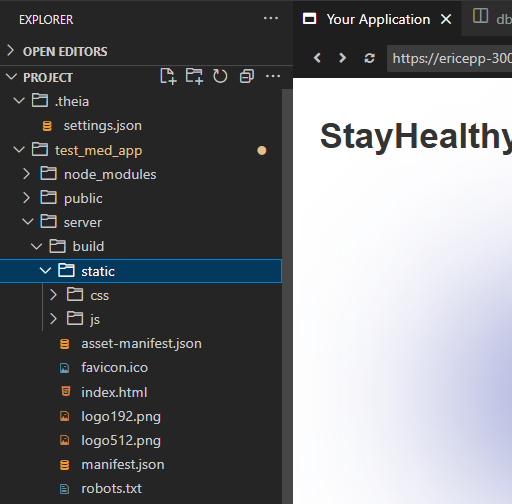 EXPLORER
OPEN EDITORS
PROJECT
.theia
settings.json
test_med_app
node_modules
public
server
build
static
css
js
asset-manifest.json
favicon.ico
index.html
logo192.png
logo512.png
manifest.json
robots.txt
Your Application
db
https://ericepp-300
StayHealthy